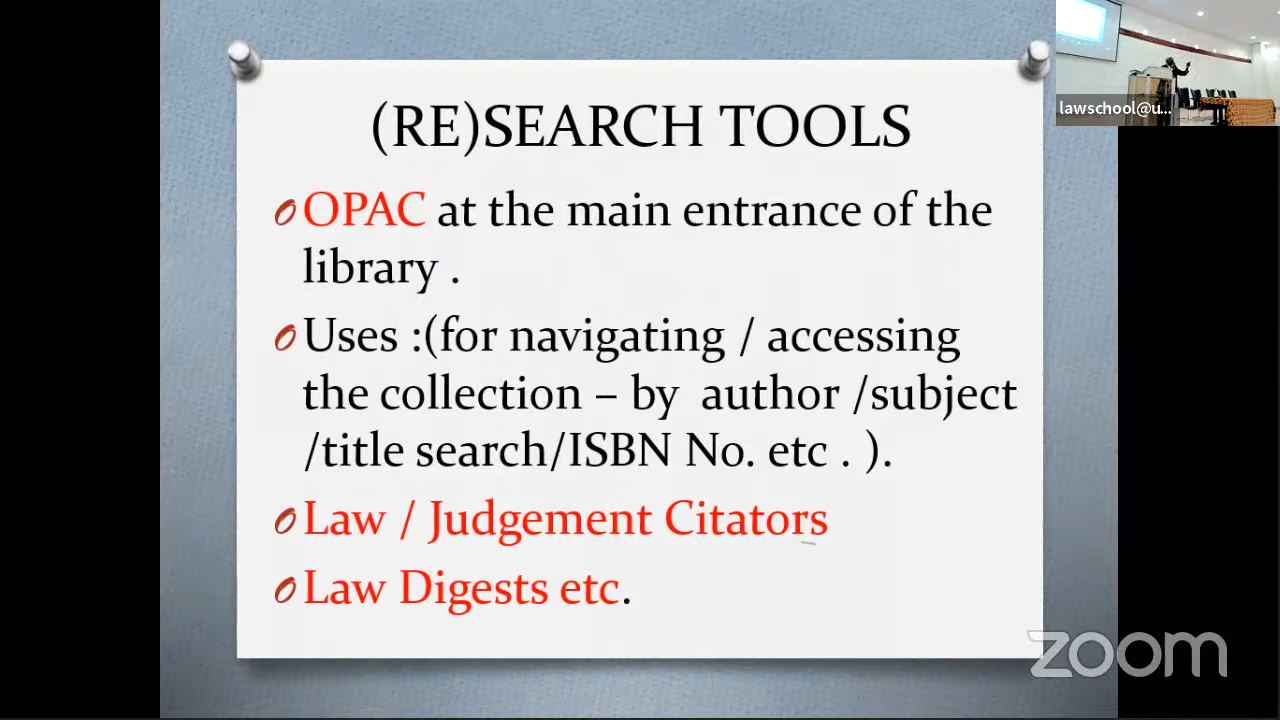 (RE)SEARCH TOOLS
OPAC at the main entrance of the
library .
Uses :(for navigating / accessing
the collection – by author /subject
/title search/ISBN No. etc . ).
Law / Judgement Citators
Law Digests etc.
lawschool@u...
zoom